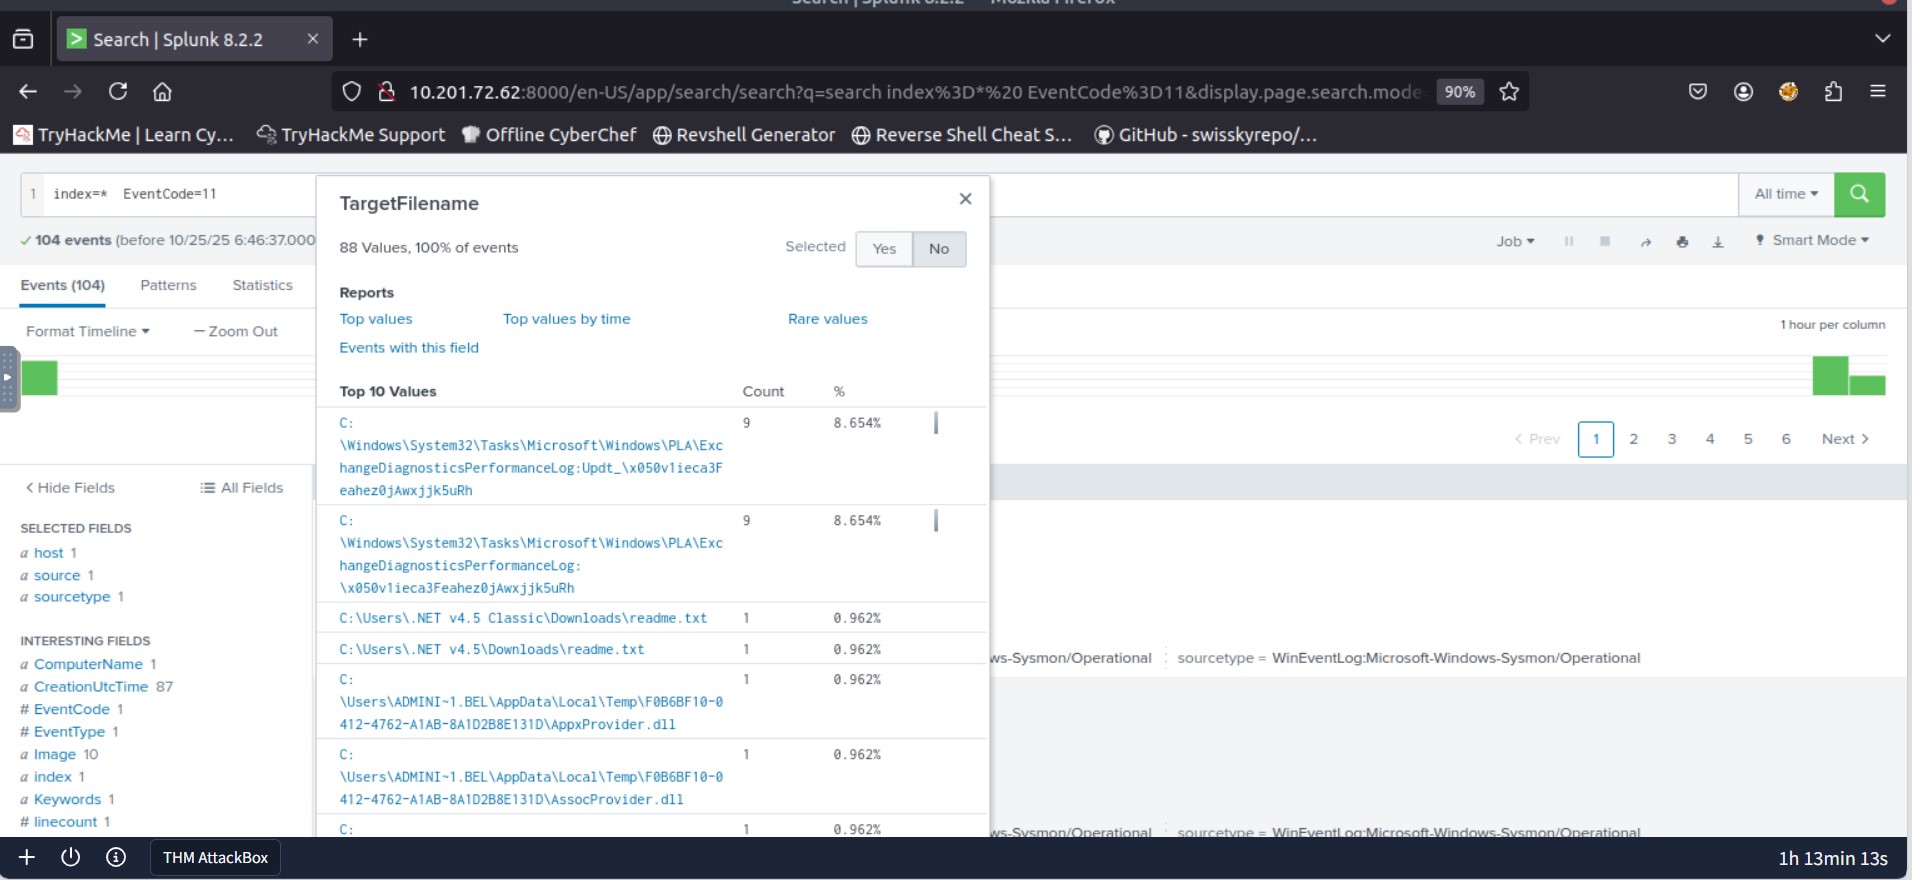 Search | Splunk 8.2.2
10.201.72.62:8000/en-US/app/search/search?q=search index%3D*%20 EventCode%3D11&display.page.search.mode
90%
TryHackMe | Learn Cy...
TryHackMe Support
Offline CyberChef
Revshell Generator
Reverse Shell Cheat S...
GitHub - swisskyrepo/...
1 index=* EventCode=11
All time
104 events (before 10/25/25 6:46:37.000
Job
Smart Mode
Events (104)
Patterns
Statistics
Format Timeline
Zoom Out
1 hour per column
< Prev 1 2 3 4 5 6 Next >
Hide Fields
All Fields
SELECTED FIELDS
a host 1
a source 1
a sourcetype 1
INTERESTING FIELDS
a ComputerName 1
a CreationUtcTime 87
# EventCode 1
# EventType 1
a Image 10
a index 1
a Keywords 1
# linecount 1
TargetFilename
88 Values, 100% of events
Selected Yes No
Reports
Top values
Top values by time
Rare values
Events with this field
Top 10 Values Count %
C: 9 8.654%
\Windows\System32\Tasks\Microsoft\Windows\PLA\Exc
hangeDiagnosticsPerformanceLog:Updt_\x050v1ieca3F
eahez0jAwxjjk5uRh
C: 9 8.654%
\Windows\System32\Tasks\Microsoft\Windows\PLA\Exc
hangeDiagnosticsPerformanceLog:
\x050v1ieca3Feahez0jAwxjjk5uRh
C:\Users\.NET v4.5 Classic\Downloads\readme.txt 1 0.962%
C:\Users\.NET v4.5\Downloads\readme.txt 1 0.962%
C: 1 0.962%
\Users\ADMINI~1.BEL\AppData\Local\Temp\F0B6BF10-0
412-4762-A1AB-8A1D2B8E131D\AppxProvider.dll
C: 1 0.962%
\Users\ADMINI~1.BEL\AppData\Local\Temp\F0B6BF10-0
412-4762-A1AB-8A1D2B8E131D\AssocProvider.dll
C: 1 0.962%
ws-Sysmon/Operational
sourcetype = WinEventLog:Microsoft-Windows-Sysmon/Operational
ws-Sysmon/Operational
sourcetype = WinEventLog:Microsoft-Windows-Sysmon/Operational
THM AttackBox
1h 13min 13s